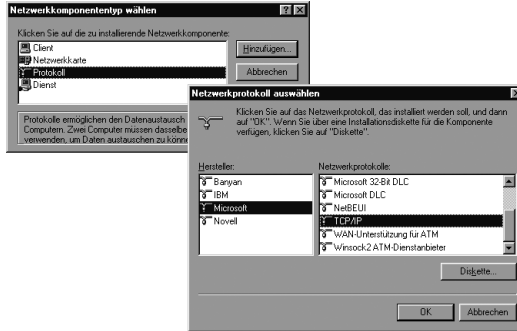 Netzwerkkomponententyp wählen
Klicken Sie auf die zu installierende Netzwerkkomponente:
Client
Netzwerkkarte
Protokoll
Dienst
Hinzufügen...
Abbrechen
Protokolle ermöglichen den Datenaustausch
Computern. Zwei Computer müssen dasselbe
verwenden, um Daten austauschen zu könne
Netzwerkprotokoll auswählen
Klicken Sie auf das Netzwerkprotokoll, das installiert werden soll, und dann
auf "OK". Wenn Sie über eine Installationsdiskette für die Komponente
verfügen, klicken Sie auf "Diskette".
Hersteller:
Banyan
IBM
Microsoft
Novell
Netzwerkprotokolle:
Microsoft 32-Bit DLC
Microsoft DLC
NetBEUI
TCP/IP
WAN-Unterstützung für ATM
Winsock2 ATM-Dienstanbieter
Diskette...
OK
Abbrechen